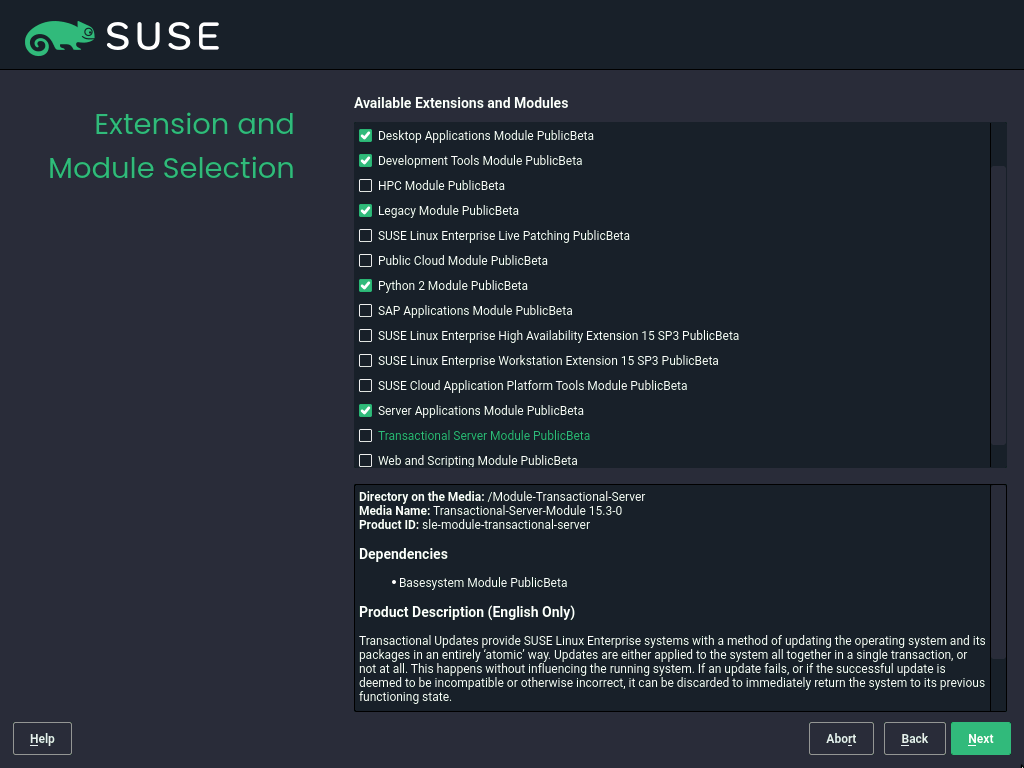 SUSE
Extension and
Module Selection
Available Extensions and Modules
Desktop Applications Module PublicBeta
Development Tools Module PublicBeta
HPC Module PublicBeta
Legacy Module PublicBeta
SUSE Linux Enterprise Live Patching PublicBeta
Public Cloud Module PublicBeta
Python 2 Module PublicBeta
SAP Applications Module PublicBeta
SUSE Linux Enterprise High Availability Extension 15 SP3 PublicBeta
SUSE Linux Enterprise Workstation Extension 15 SP3 PublicBeta
SUSE Cloud Application Platform Tools Module PublicBeta
Server Applications Module PublicBeta
Transactional Server Module PublicBeta
Web and Scripting Module PublicBeta
Directory on the Media: /Module-Transactional-Server
Media Name: Transactional-Server-Module 15.3-0
Product ID: sle-module-transactional-server
Dependencies
• Basesystem Module PublicBeta
Product Description (English Only)
Transactional Updates provide SUSE Linux Enterprise systems with a method of updating the operating system and its
packages in an entirely ‘atomic’ way. Updates are either applied to the system all together in a single transaction, or
not at all. This happens without influencing the running system. If an update fails, or if the successful update is
deemed to be incompatible or otherwise incorrect, it can be discarded to immediately return the system to its previous
functioning state.
Help
Abort
Back
Next